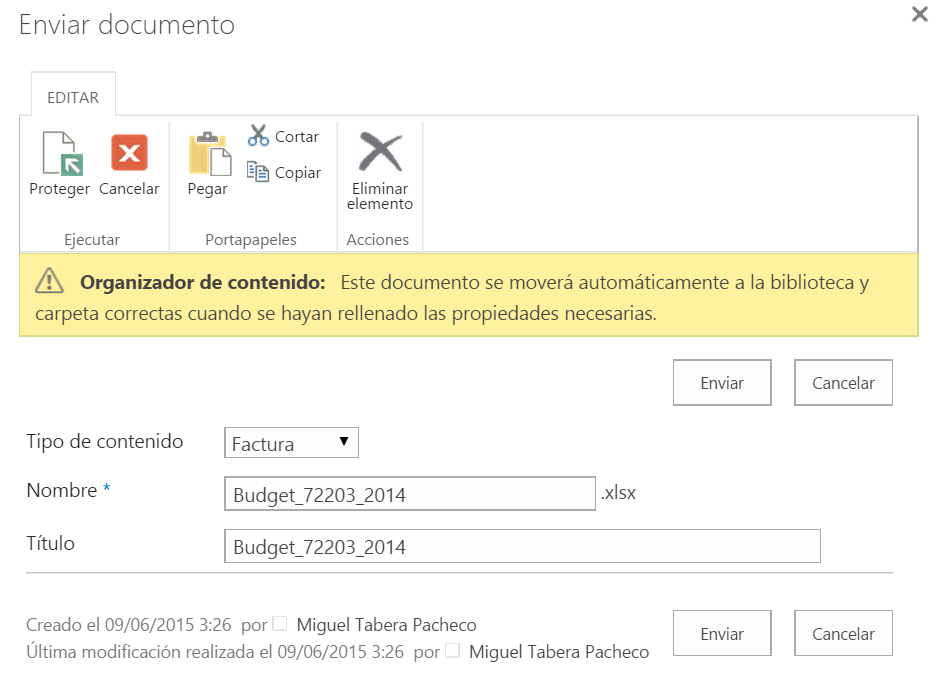 Enviar documento
EDITAR
Proteger Cancelar
Ejecutar
Pegar
Cortar
Copiar
Portapapeles
Eliminar
elemento
Acciones
Organizador de contenido: Este documento se moverá automáticamente a la biblioteca y
carpeta correctas cuando se hayan rellenado las propiedades necesarias.
Enviar Cancelar
Tipo de contenido Factura
Nombre * Budget_72203_2014 .xlsx
Título Budget_72203_2014
Creado el 09/06/2015 3:26 por Miguel Tabera Pacheco
Última modificación realizada el 09/06/2015 3:26 por Miguel Tabera Pacheco
Enviar Cancelar